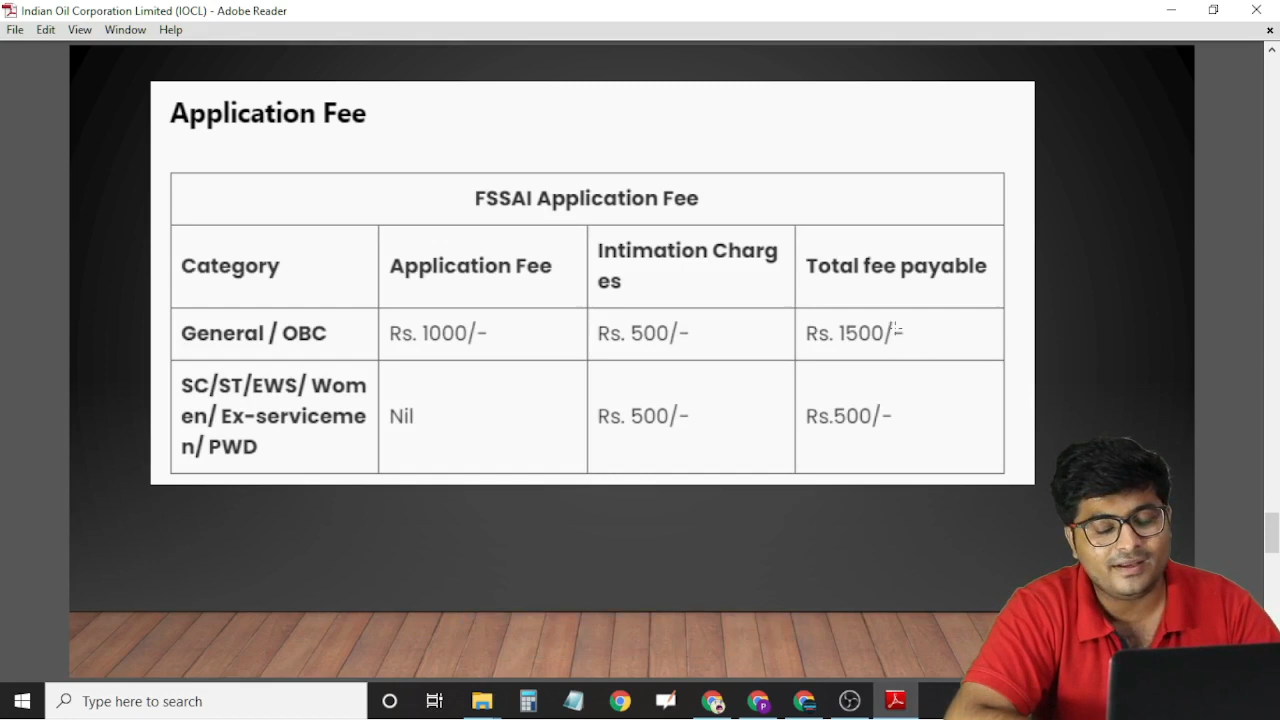 Indian Oil Corporation Limited (IOCL) - Adobe Reader
File Edit View Window Help
Application Fee
FSSAI Application Fee
Category Application Fee Intimation Charg Total fee payable
es
General / OBC Rs. 1000/- Rs. 500/- Rs. 1500/-
SC/ST/EWS/ Wom
en/ Ex-serviceme Nil Rs. 500/- Rs.500/-
n/ PWD
Type here to search